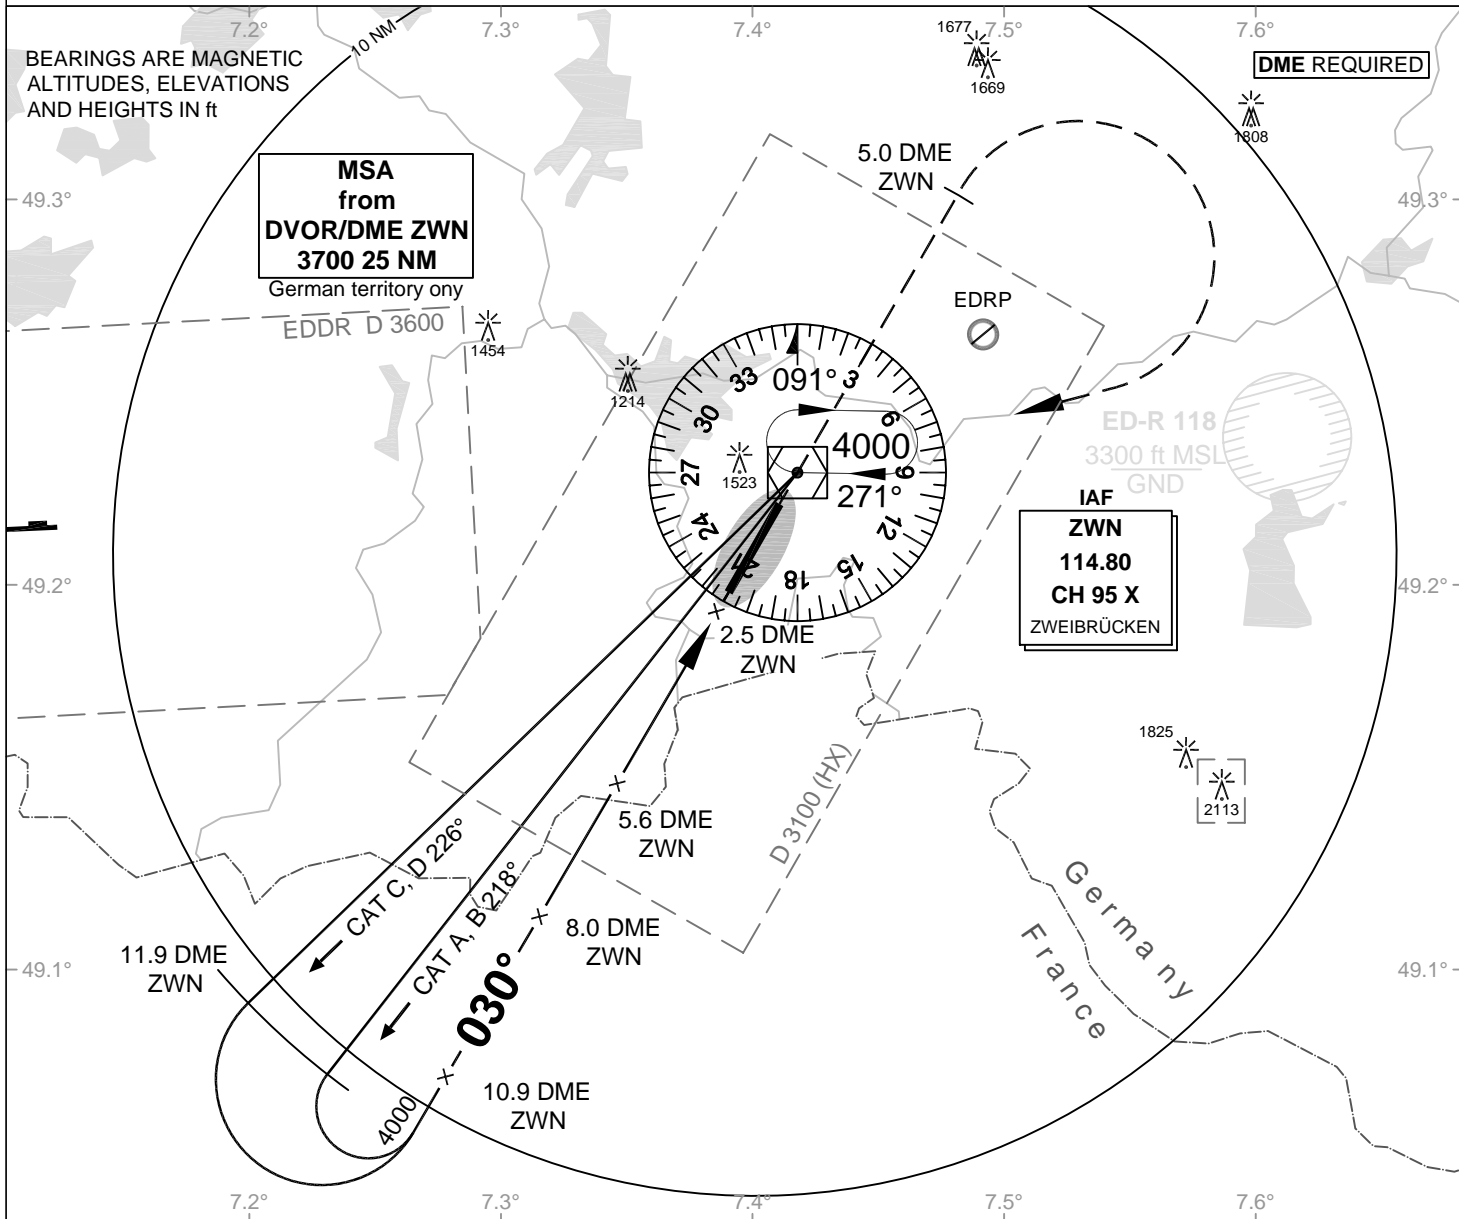 7.2°
7.3°
7.4°
7.5°
7.6°
10 NM
BEARINGS ARE MAGNETIC
ALTITUDES, ELEVATIONS
AND HEIGHTS IN ft
DME REQUIRED
1677
1669
1808
49.3°
49.3°
MSA
from
DVOR/DME ZWN
3700 25 NM
German territory ony
EDDR D 3600
5.0 DME
ZWN
EDRP
1454
1214
1523
33
3
6
9
12
15
18
21
24
27
30
091°
4000
271°
ED-R 118
3300 ft MSL
GND
IAF
ZWN
114.80
CH 95 X
ZWEIBRÜCKEN
49.2°
49.2°
2.5 DME
ZWN
5.6 DME
ZWN
D 3100 (HX)
1825
2113
CAT C, D 226°
CAT A, B 218°
8.0 DME
ZWN
Germany
France
11.9 DME
ZWN
030°
49.1°
49.1°
10.9 DME
ZWN
4000
7.2°
7.3°
7.4°
7.5°
7.6°